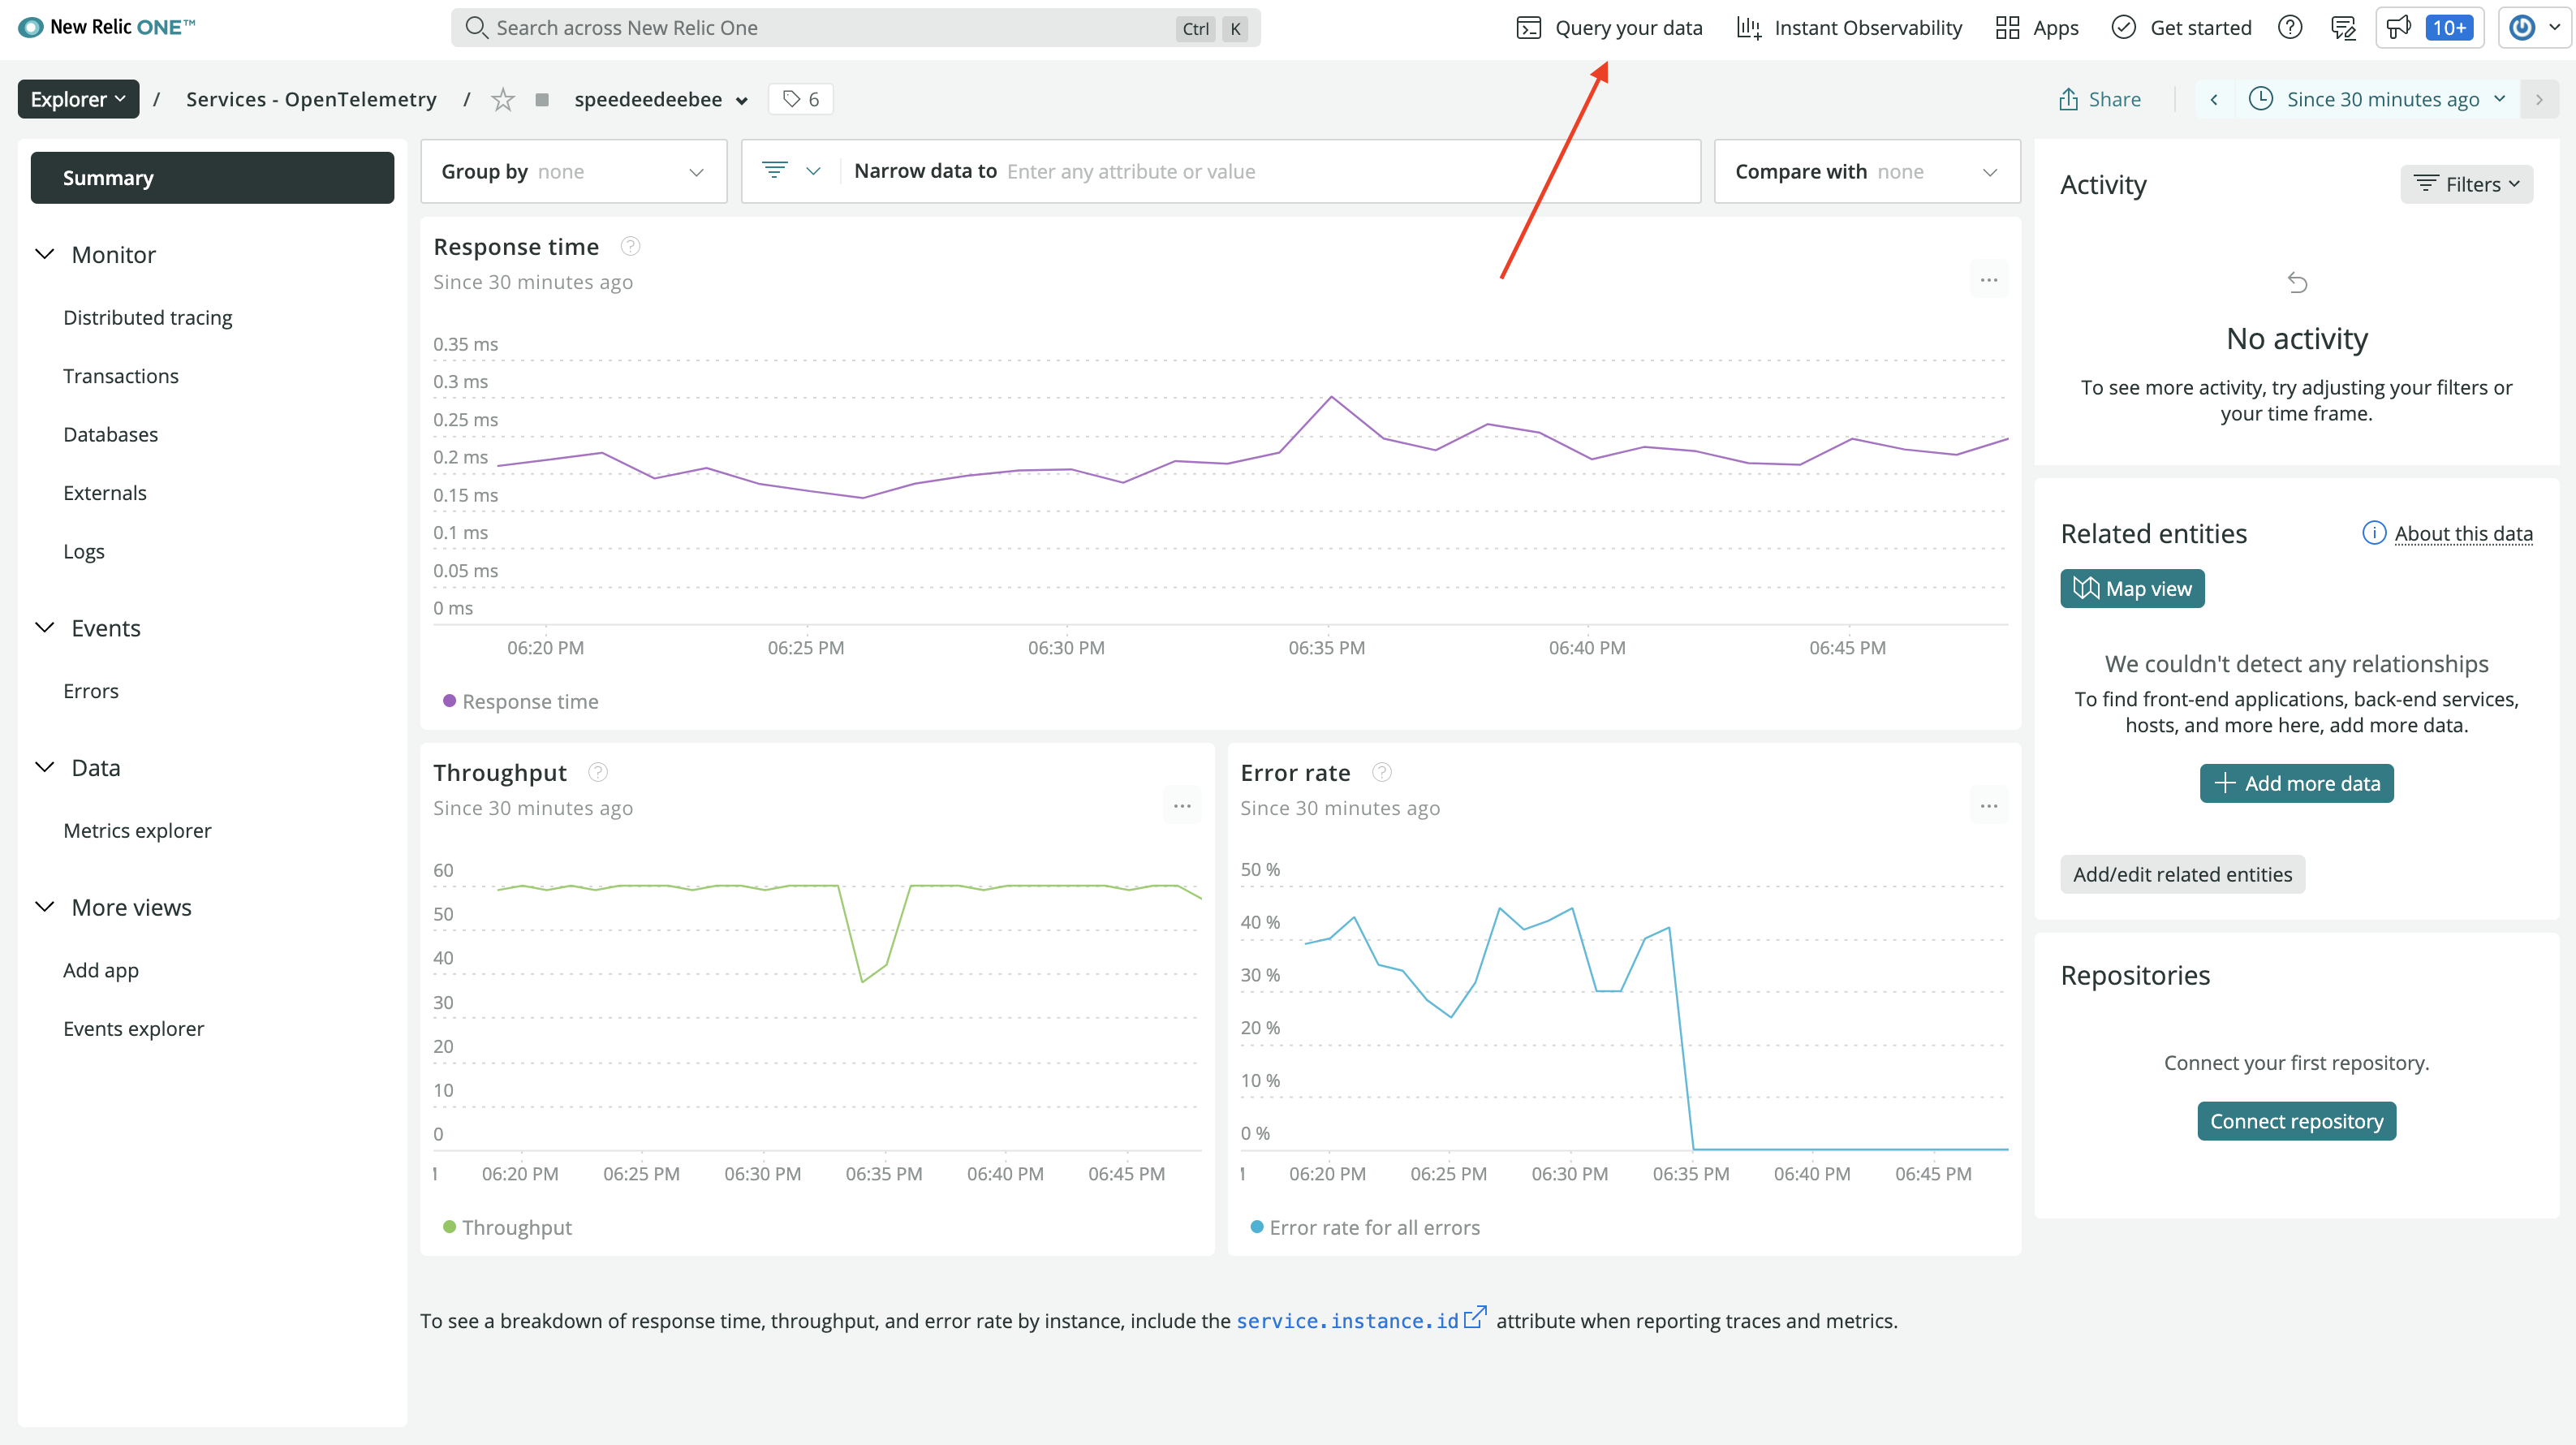 New Relic ONE™
Search across New Relic One Ctrl K
Query your data
Instant Observability
Apps
Get started
10+
Explorer / Services - OpenTelemetry / speedeedeebee 6
Share
Since 30 minutes ago
Summary
Monitor
Distributed tracing
Transactions
Databases
Externals
Logs
Events
Errors
Data
Metrics explorer
More views
Add app
Events explorer
Group by none
Narrow data to Enter any attribute or value
Compare with none
Response time
Since 30 minutes ago
0.35 ms
0.3 ms
0.25 ms
0.2 ms
0.15 ms
0.1 ms
0.05 ms
0 ms
06:20 PM 06:25 PM 06:30 PM 06:35 PM 06:40 PM 06:45 PM
Response time
Throughput
Since 30 minutes ago
60
50
40
30
20
10
0
06:20 PM 06:25 PM 06:30 PM 06:35 PM 06:40 PM 06:45 PM
Throughput
Error rate
Since 30 minutes ago
50 %
40 %
30 %
20 %
10 %
0 %
06:20 PM 06:25 PM 06:30 PM 06:35 PM 06:40 PM 06:45 PM
Error rate for all errors
To see a breakdown of response time, throughput, and error rate by instance, include the service.instance.id attribute when reporting traces and metrics.
Activity
Filters
No activity
To see more activity, try adjusting your filters or
your time frame.
Related entities
About this data
Map view
We couldn't detect any relationships
To find front-end applications, back-end services,
hosts, and more here, add more data.
Add more data
Add/edit related entities
Repositories
Connect your first repository.
Connect repository